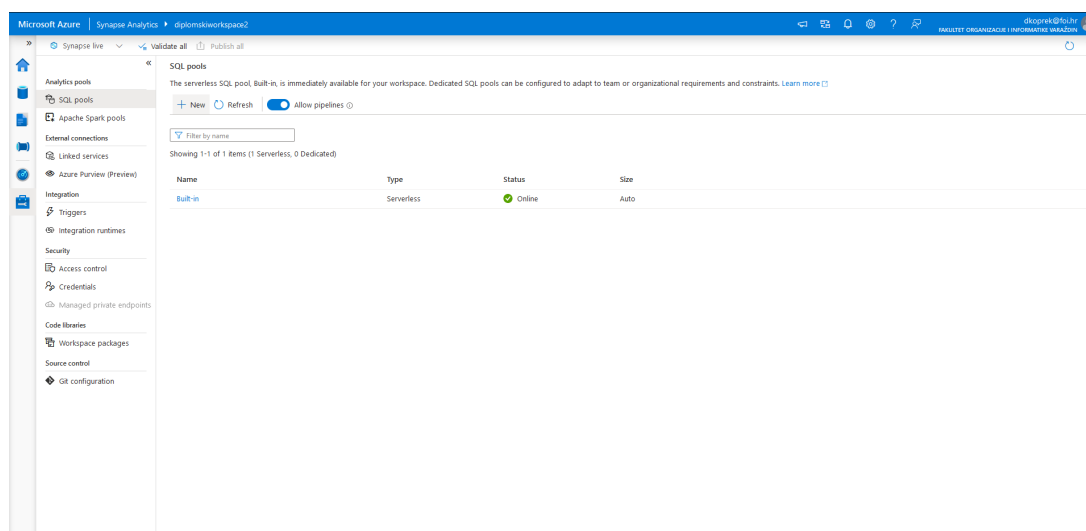 Microsoft Azure | Synapse Analytics ▸ diplomskiworkspace2
dkoprek@foi.hr
FAKULTET ORGANIZACIJE I INFORMATIKE VARAŽDIN
Synapse live Validate all Publish all
SQL pools
The serverless SQL pool, Built-in, is immediately available for your workspace. Dedicated SQL pools can be configured to adapt to team or organizational requirements and constraints. Learn more
Analytics pools
SQL pools
Apache Spark pools
External connections
Linked services
Azure Purview (Preview)
Integration
Triggers
Integration runtimes
Security
Access control
Credentials
Managed private endpoints
Code libraries
Workspace packages
Source control
Git configuration
New Refresh Allow pipelines
Filter by name
Showing 1-1 of 1 items (1 Serverless, 0 Dedicated)
Name Type Status Size
Built-in Serverless Online Auto